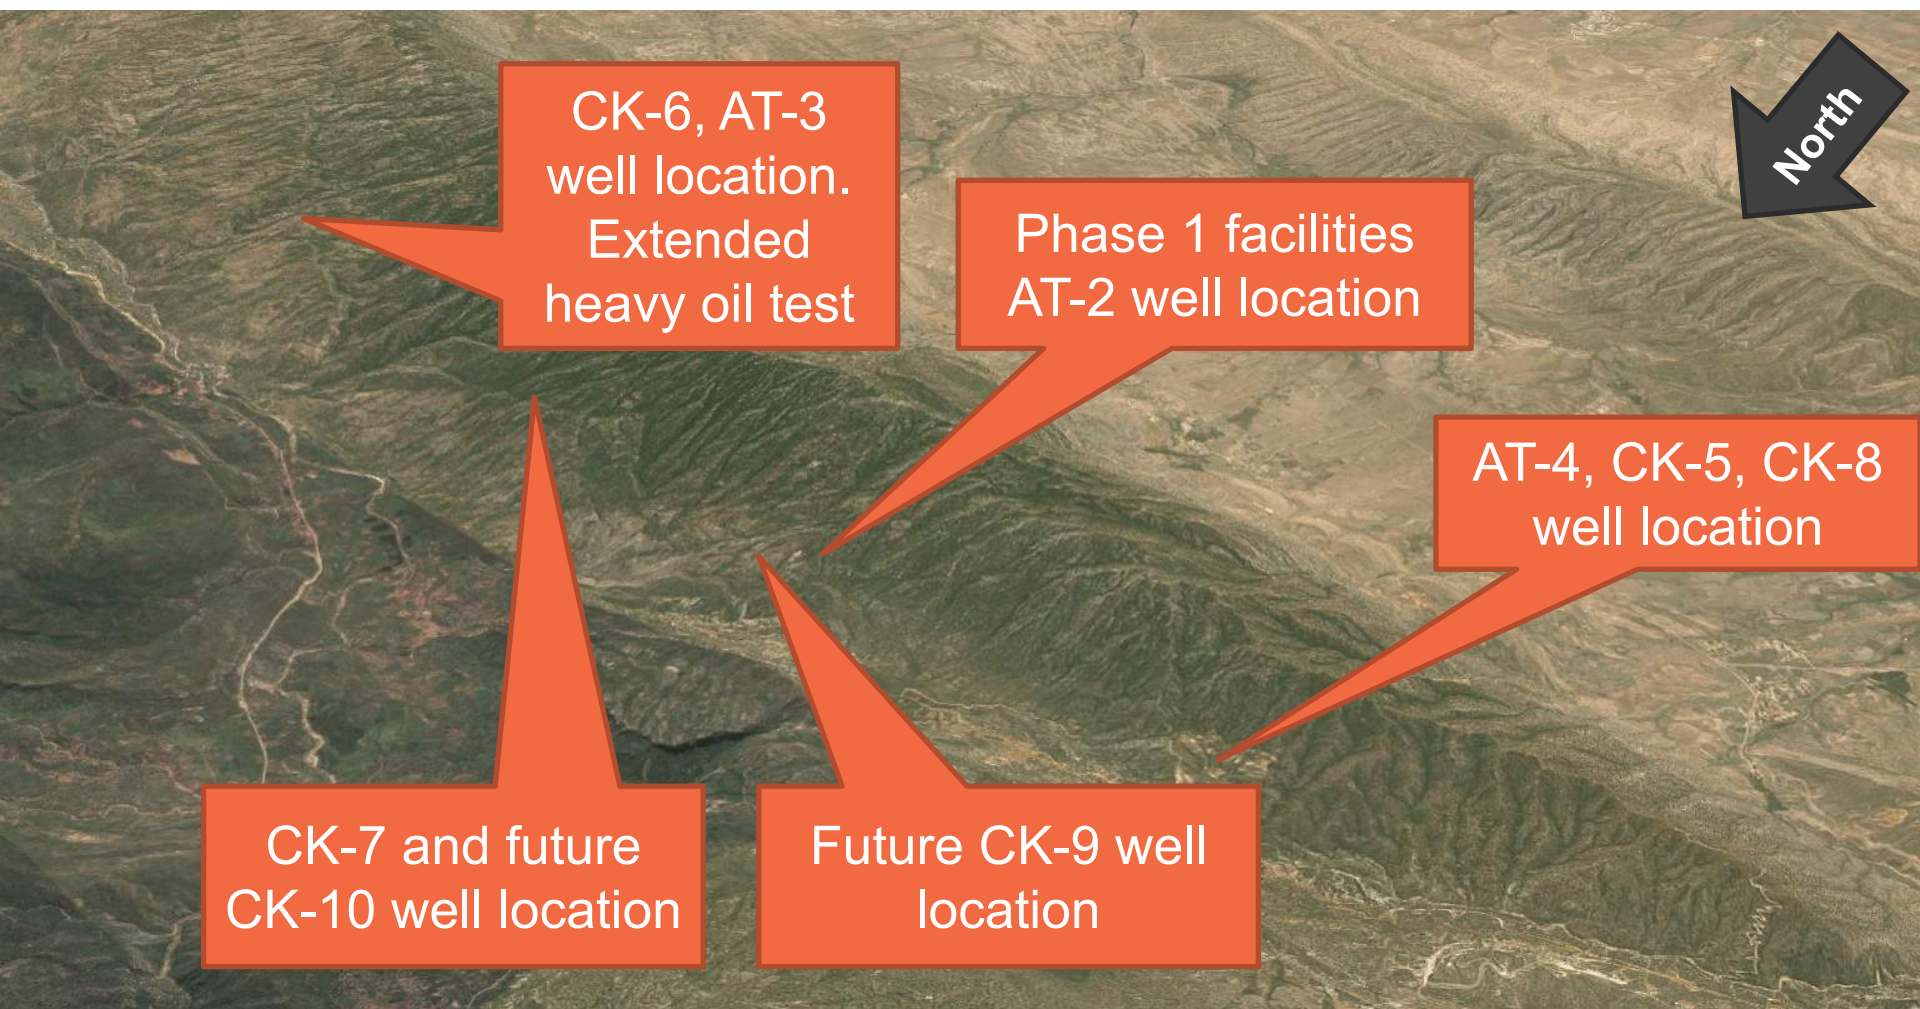 CK-6, AT-3
well location.
Extended
heavy oil test
North
Phase 1 facilities
AT-2 well location
AT-4, CK-5, CK-8
well location
CK-7 and future
CK-10 well location
Future CK-9 well
location